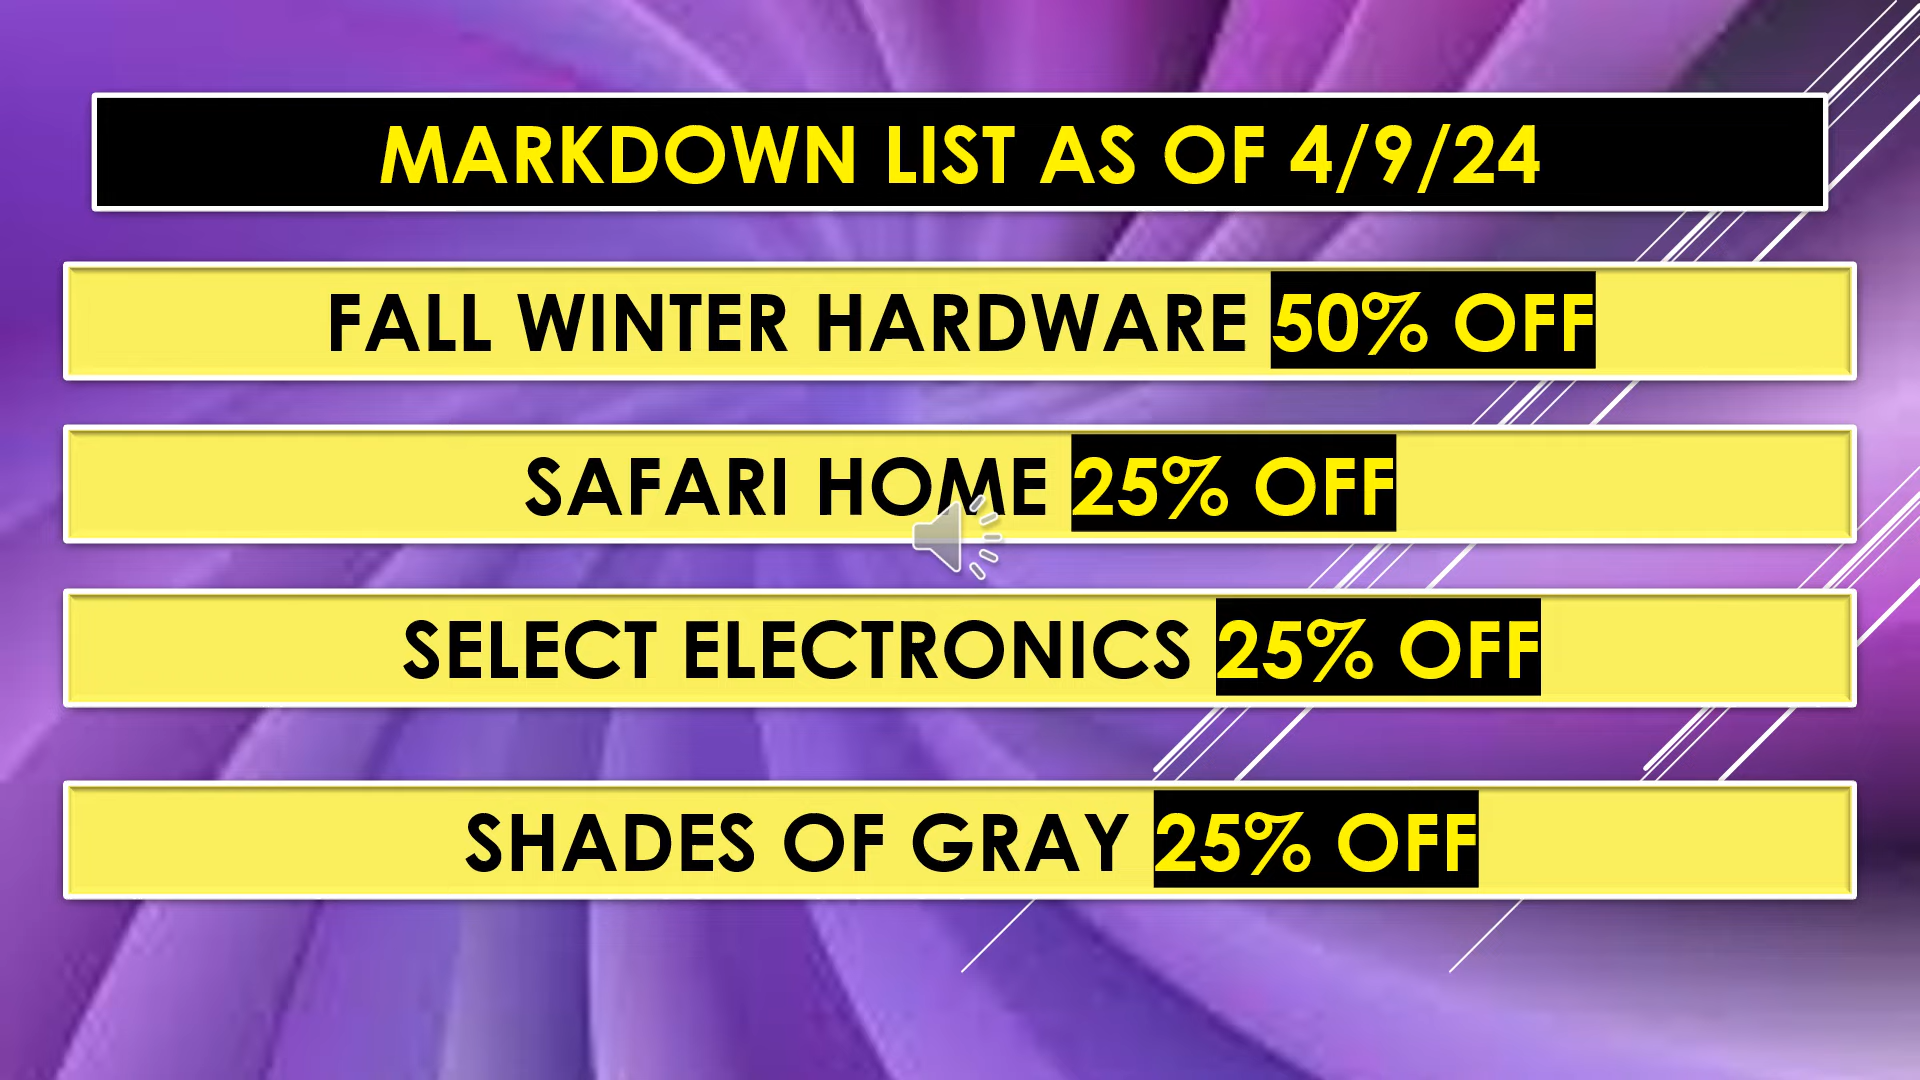 MARKDOWN LIST AS OF 4/9/24
FALL WINTER HARDWARE 50% OFF
SAFARI HOME 25% OFF
SELECT ELECTRONICS 25% OFF
SHADES OF GRAY 25% OFF